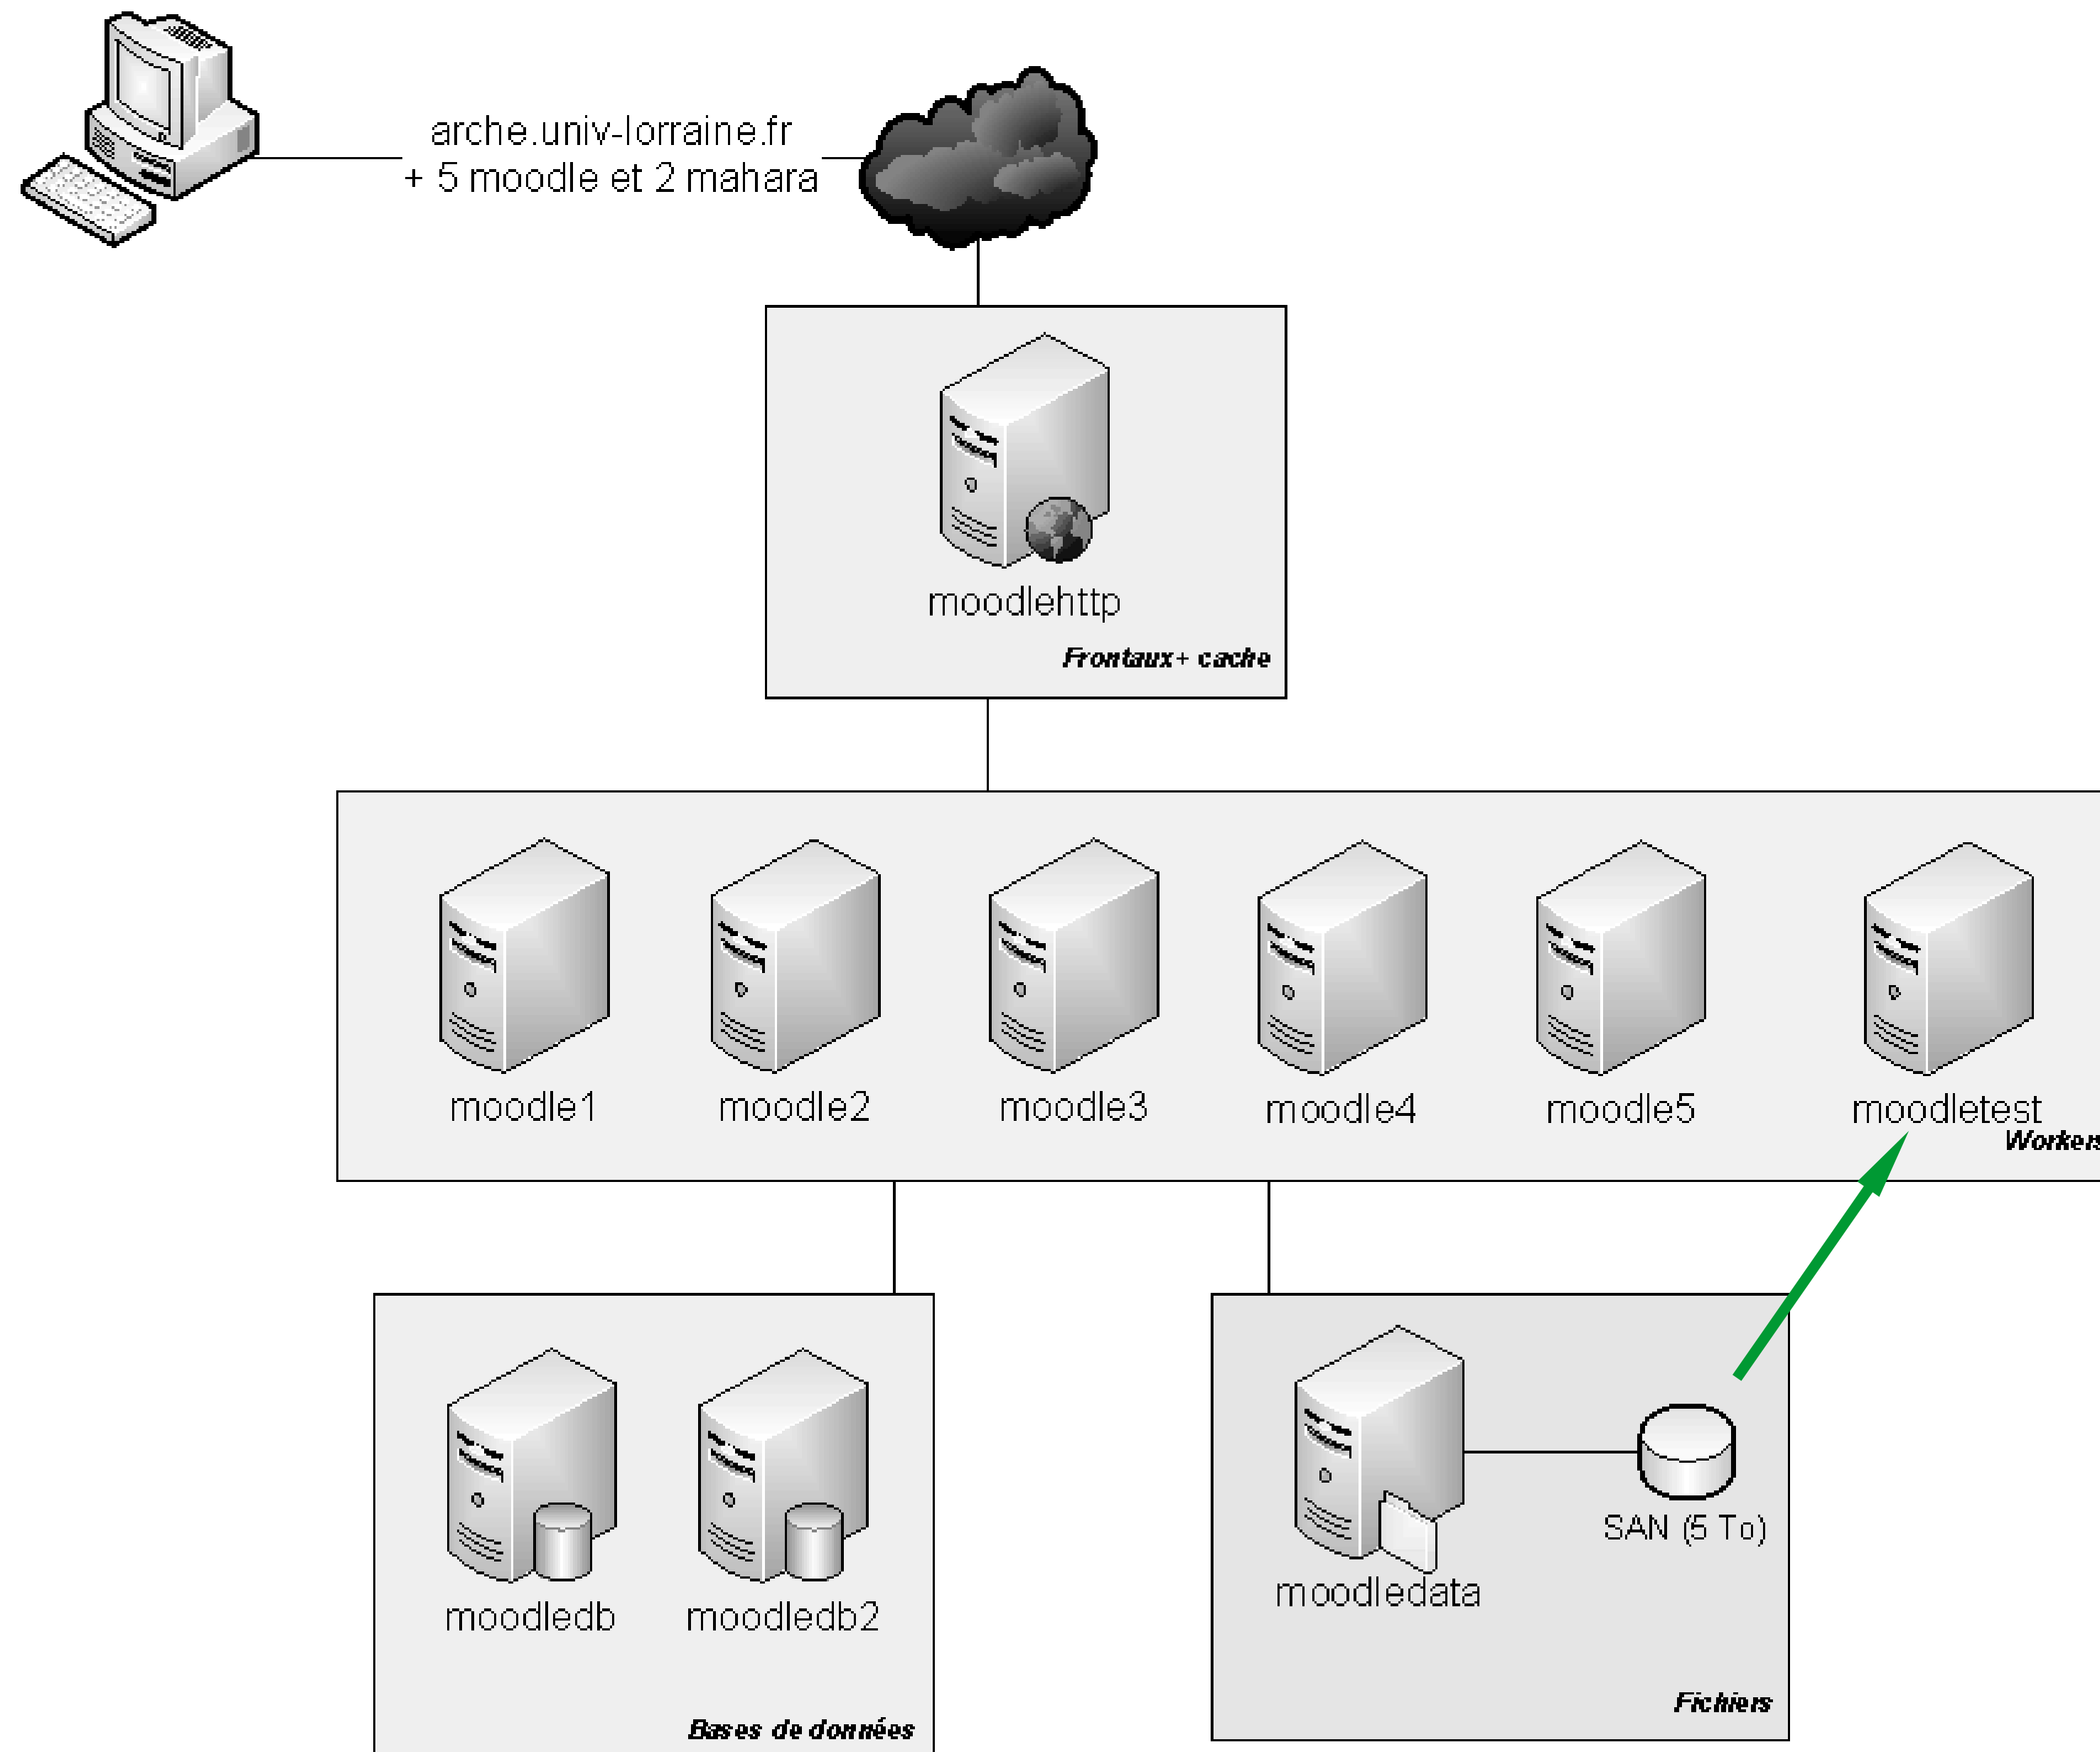 arche.univ-lorraine.fr
+ 5 moodle et 2 mahara
moodlehttp
Frontaux+ cache
moodle1
moodle2
moodle3
moodle4
moodle5
moodletest
Workers
moodledb
moodledb2
Bases de données
moodledata
SAN (5 To)
Fichiers